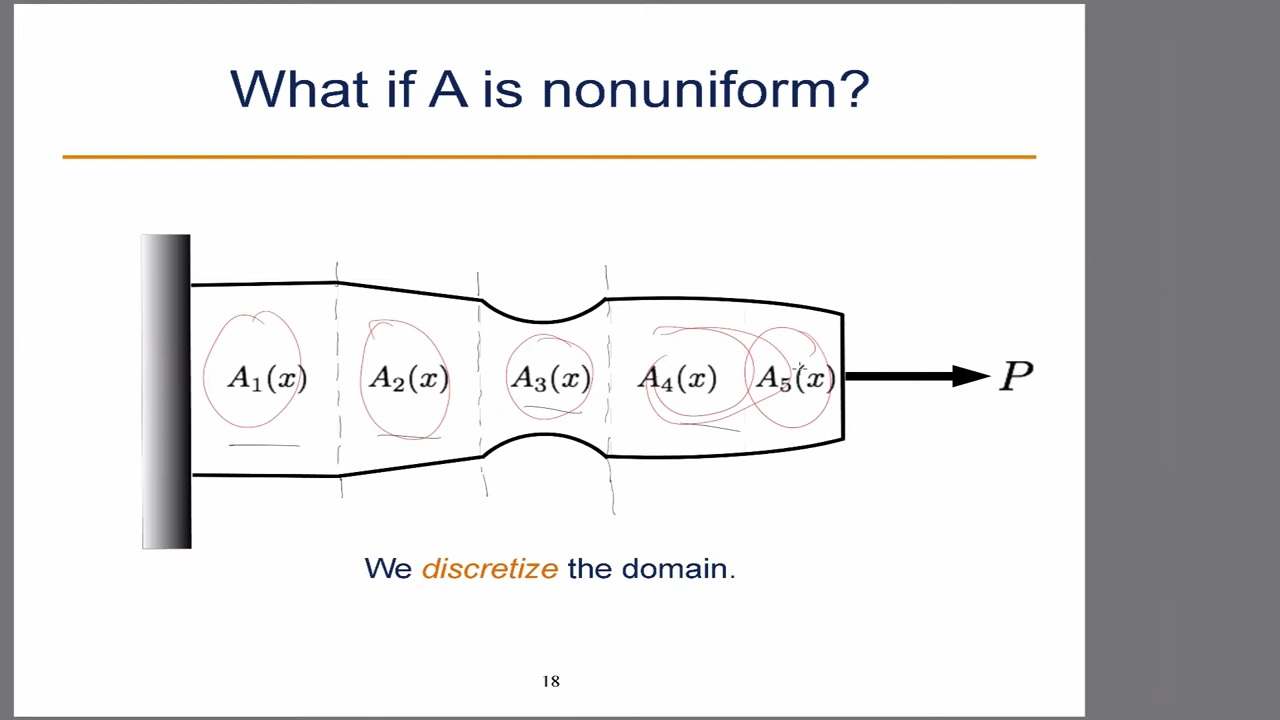 What if A is nonuniform?
A₁(x) A₂(x) A₃(x) A₄(x) A₅(x) P
We discretize the domain.
18